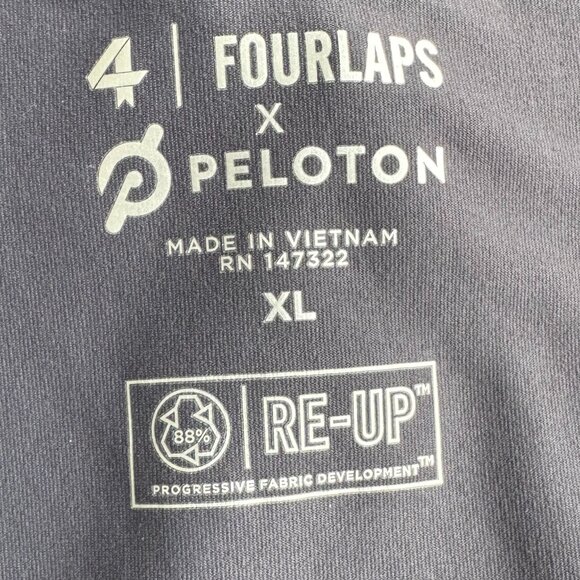 4 | FOURLAPS
X
PELOTON
MADE IN VIETNAM
RN 147322
XL
88% | RE-UP™
PROGRESSIVE FABRIC DEVELOPMENT™